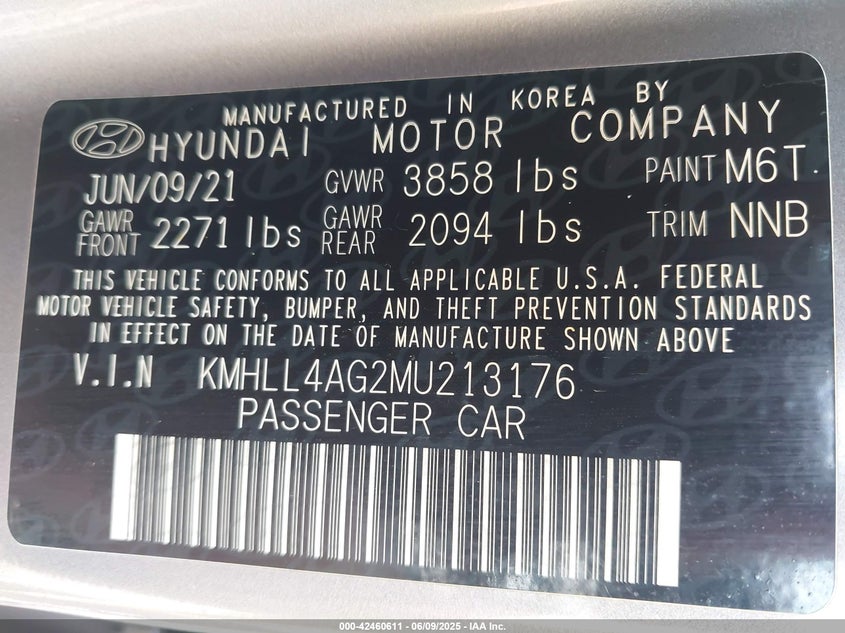 MANUFACTURED IN KOREA BY
HYUNDAI MOTOR COMPANY
JUN/09/21 GVWR 3858 lbs PAINT M6T
GAWR FRONT 2271 lbs GAWR REAR 2094 lbs TRIM NNB
THIS VEHICLE CONFORMS TO ALL APPLICABLE U.S.A. FEDERAL
MOTOR VEHICLE SAFETY, BUMPER, AND THEFT PREVENTION STANDARDS
IN EFFECT ON THE DATE OF MANUFACTURE SHOWN ABOVE
V.I.N KMHLL4AG2MU213176
PASSENGER CAR
000-42460611 | 06/09/2025 - IAA Inc.